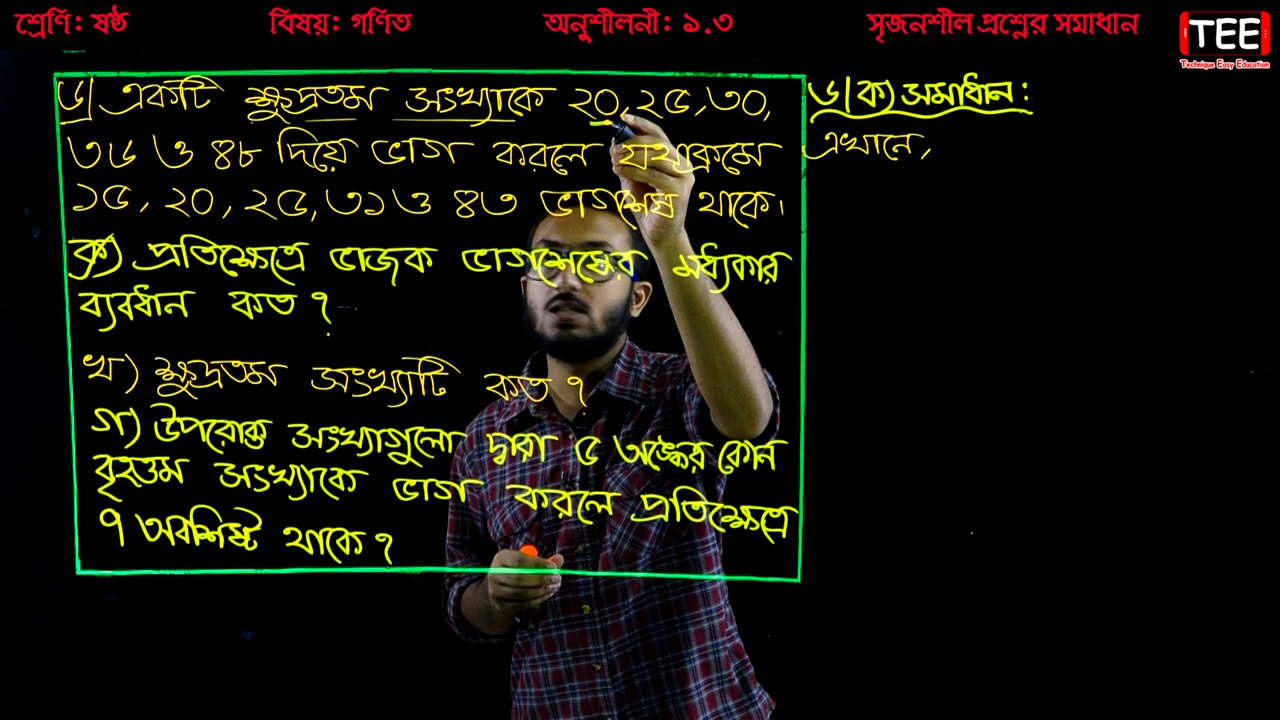 শ্রেণি: ষষ্ঠ বিষয়: গণিত অনুশীলনী: ১.৩ সৃজনশীল প্রশ্নের সমাধান
TEE
Technique Easy Education
৬। একটি ক্ষুদ্রতম সংখ্যাকে ২০, ২৫, ৩০,
৩৬ ও ৪৮ দিয়ে ভাগ করলে যথাক্রমে
১৫, ২০, ২৫, ৩১ ও ৪৩ ভাগশেষ থাকে।
ক) প্রতিক্ষেত্রে ভাজক ভাগশেষের মধ্যকার
ব্যবধান কত ?
খ) ক্ষুদ্রতম সংখ্যাটি কত ?
গ) উপরোক্ত সংখ্যাগুলো দ্বারা ৫ অঙ্কের কোন
বৃহত্তম সংখ্যাকে ভাগ করলে প্রতিক্ষেত্রে
৭ অবশিষ্ট থাকে ?
৬। ক) সমাধান :
এখানে,